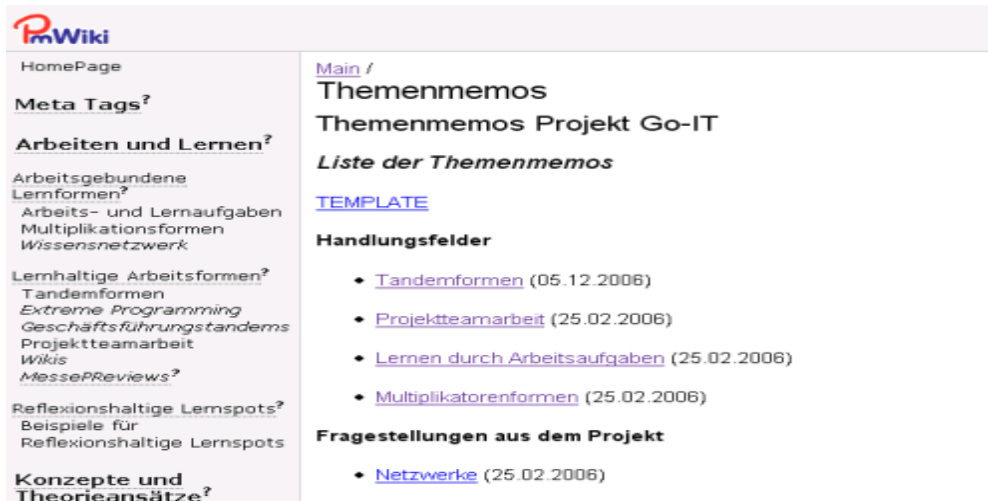 PmWiki
HomePage
Meta Tags?
Arbeiten und Lernen?
Arbeitsgebundene
Lernformen?
Arbeits- und Lernaufgaben
Multiplikationsformen
Wissensnetzwerk
Lernhaltige Arbeitsformen?
Tandemformen
Extreme Programming
Geschäftsführungstandems
Projektteamarbeit
Wikis
MessePReviews?
Reflexionshaltige Lernspots?
Beispiele für
Reflexionshaltige Lernspots
Konzepte und
Theorieansätze?
Main /
Themenmemos
Themenmemos Projekt Go-IT
Liste der Themenmemos
TEMPLATE
Handlungsfelder
• Tandemformen (05.12.2006)
• Projektteamarbeit (25.02.2006)
• Lernen durch Arbeitsaufgaben (25.02.2006)
• Multiplikatorenformen (25.02.2006)
Fragestellungen aus dem Projekt
• Netzwerke (25.02.2006)